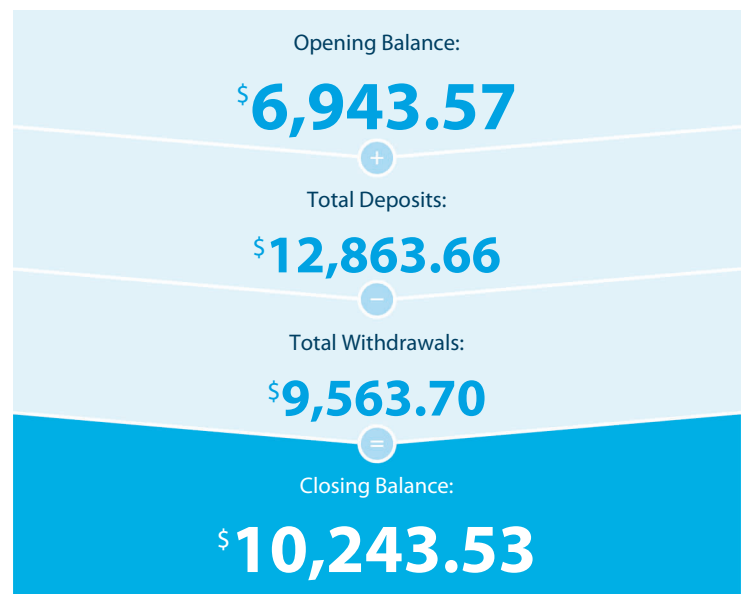 Opening Balance:
$6,943.57
+
Total Deposits:
$12,863.66
−
Total Withdrawals:
$9,563.70
=
Closing Balance:
$10,243.53